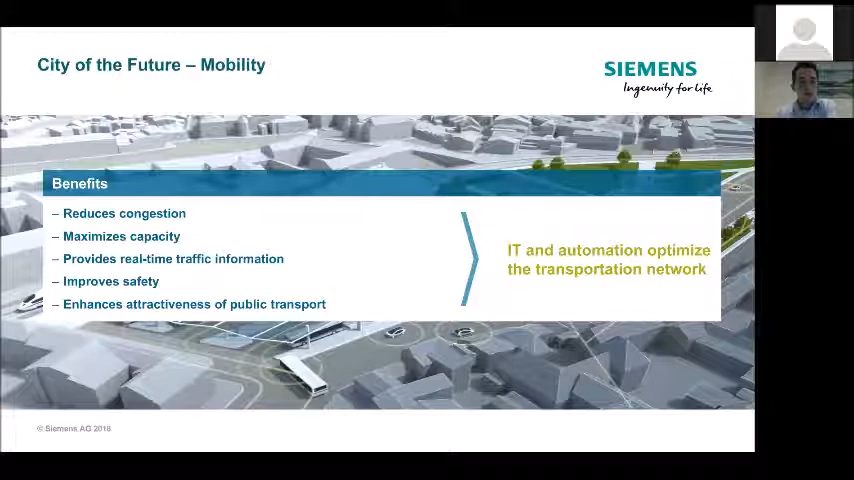 City of the Future – Mobility
SIEMENS
Ingenuity for life
Benefits
– Reduces congestion
– Maximizes capacity
– Provides real-time traffic information
– Improves safety
– Enhances attractiveness of public transport
IT and automation optimize
the transportation network
© Siemens AG 2018